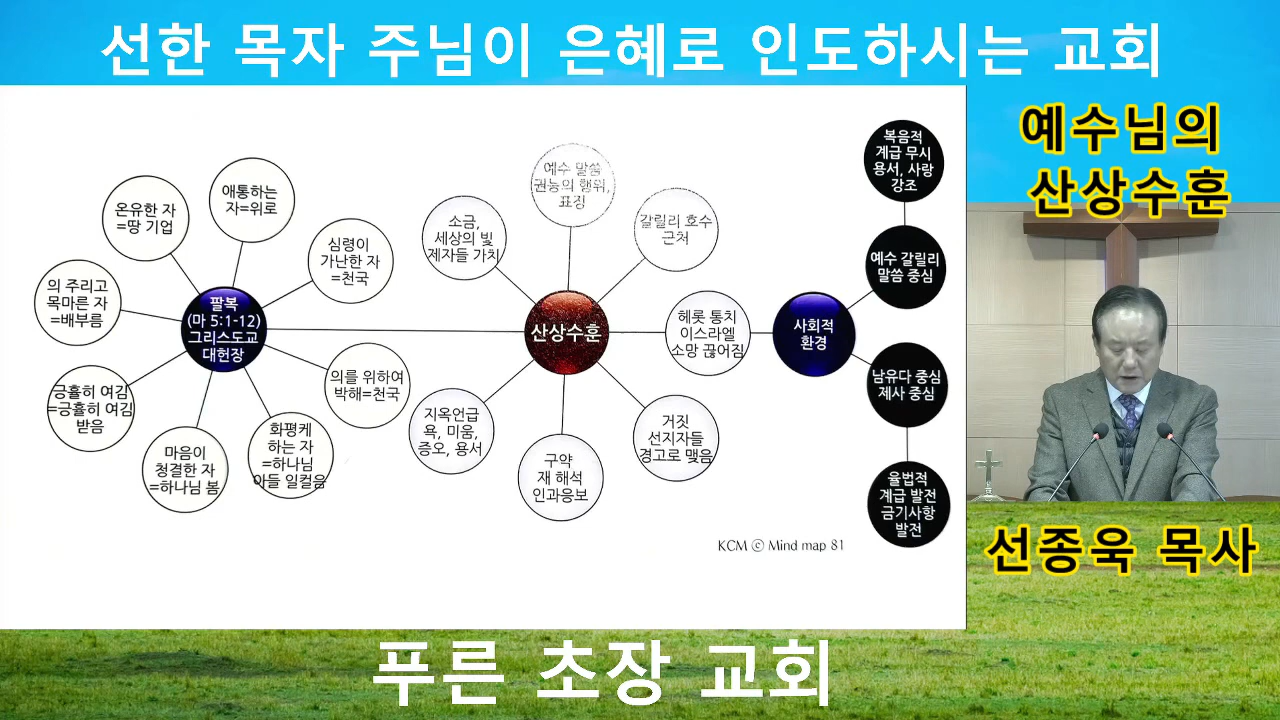 선한 목자 주님이 은혜로 인도하시는 교회
예수님의
산상수훈
애통하는
자=위로
온유한 자
=땅 기업
심령이
가난한 자
=천국
의 주리고
목마른 자
=배부름
팔복
(마 5:1-12)
그리스도교
대헌장
긍휼히 여김
=긍휼히 여김
받음
마음이
청결한 자
=하나님 봄
화평케
하는 자
=하나님
아들 일컬음
의를 위하여
박해=천국
소금,
세상의 빛
제자들 가치
예수 말씀
권능의 행위,
표징
갈릴리 호수
근처
산상수훈
헤롯 통치
이스라엘
소망 끊어짐
지옥언급
욕, 미움,
증오, 용서
구약
재 해석
인과응보
거짓
선지자들
경고로 맺음
사회적
환경
복음적
계급 무시
용서, 사랑
강조
예수 갈릴리
말씀 중심
남유다 중심
제사 중심
율법적
계급 발전
금기사항
발전
KCM ⓒ Mind map 81
선종욱 목사
푸른 초장 교회